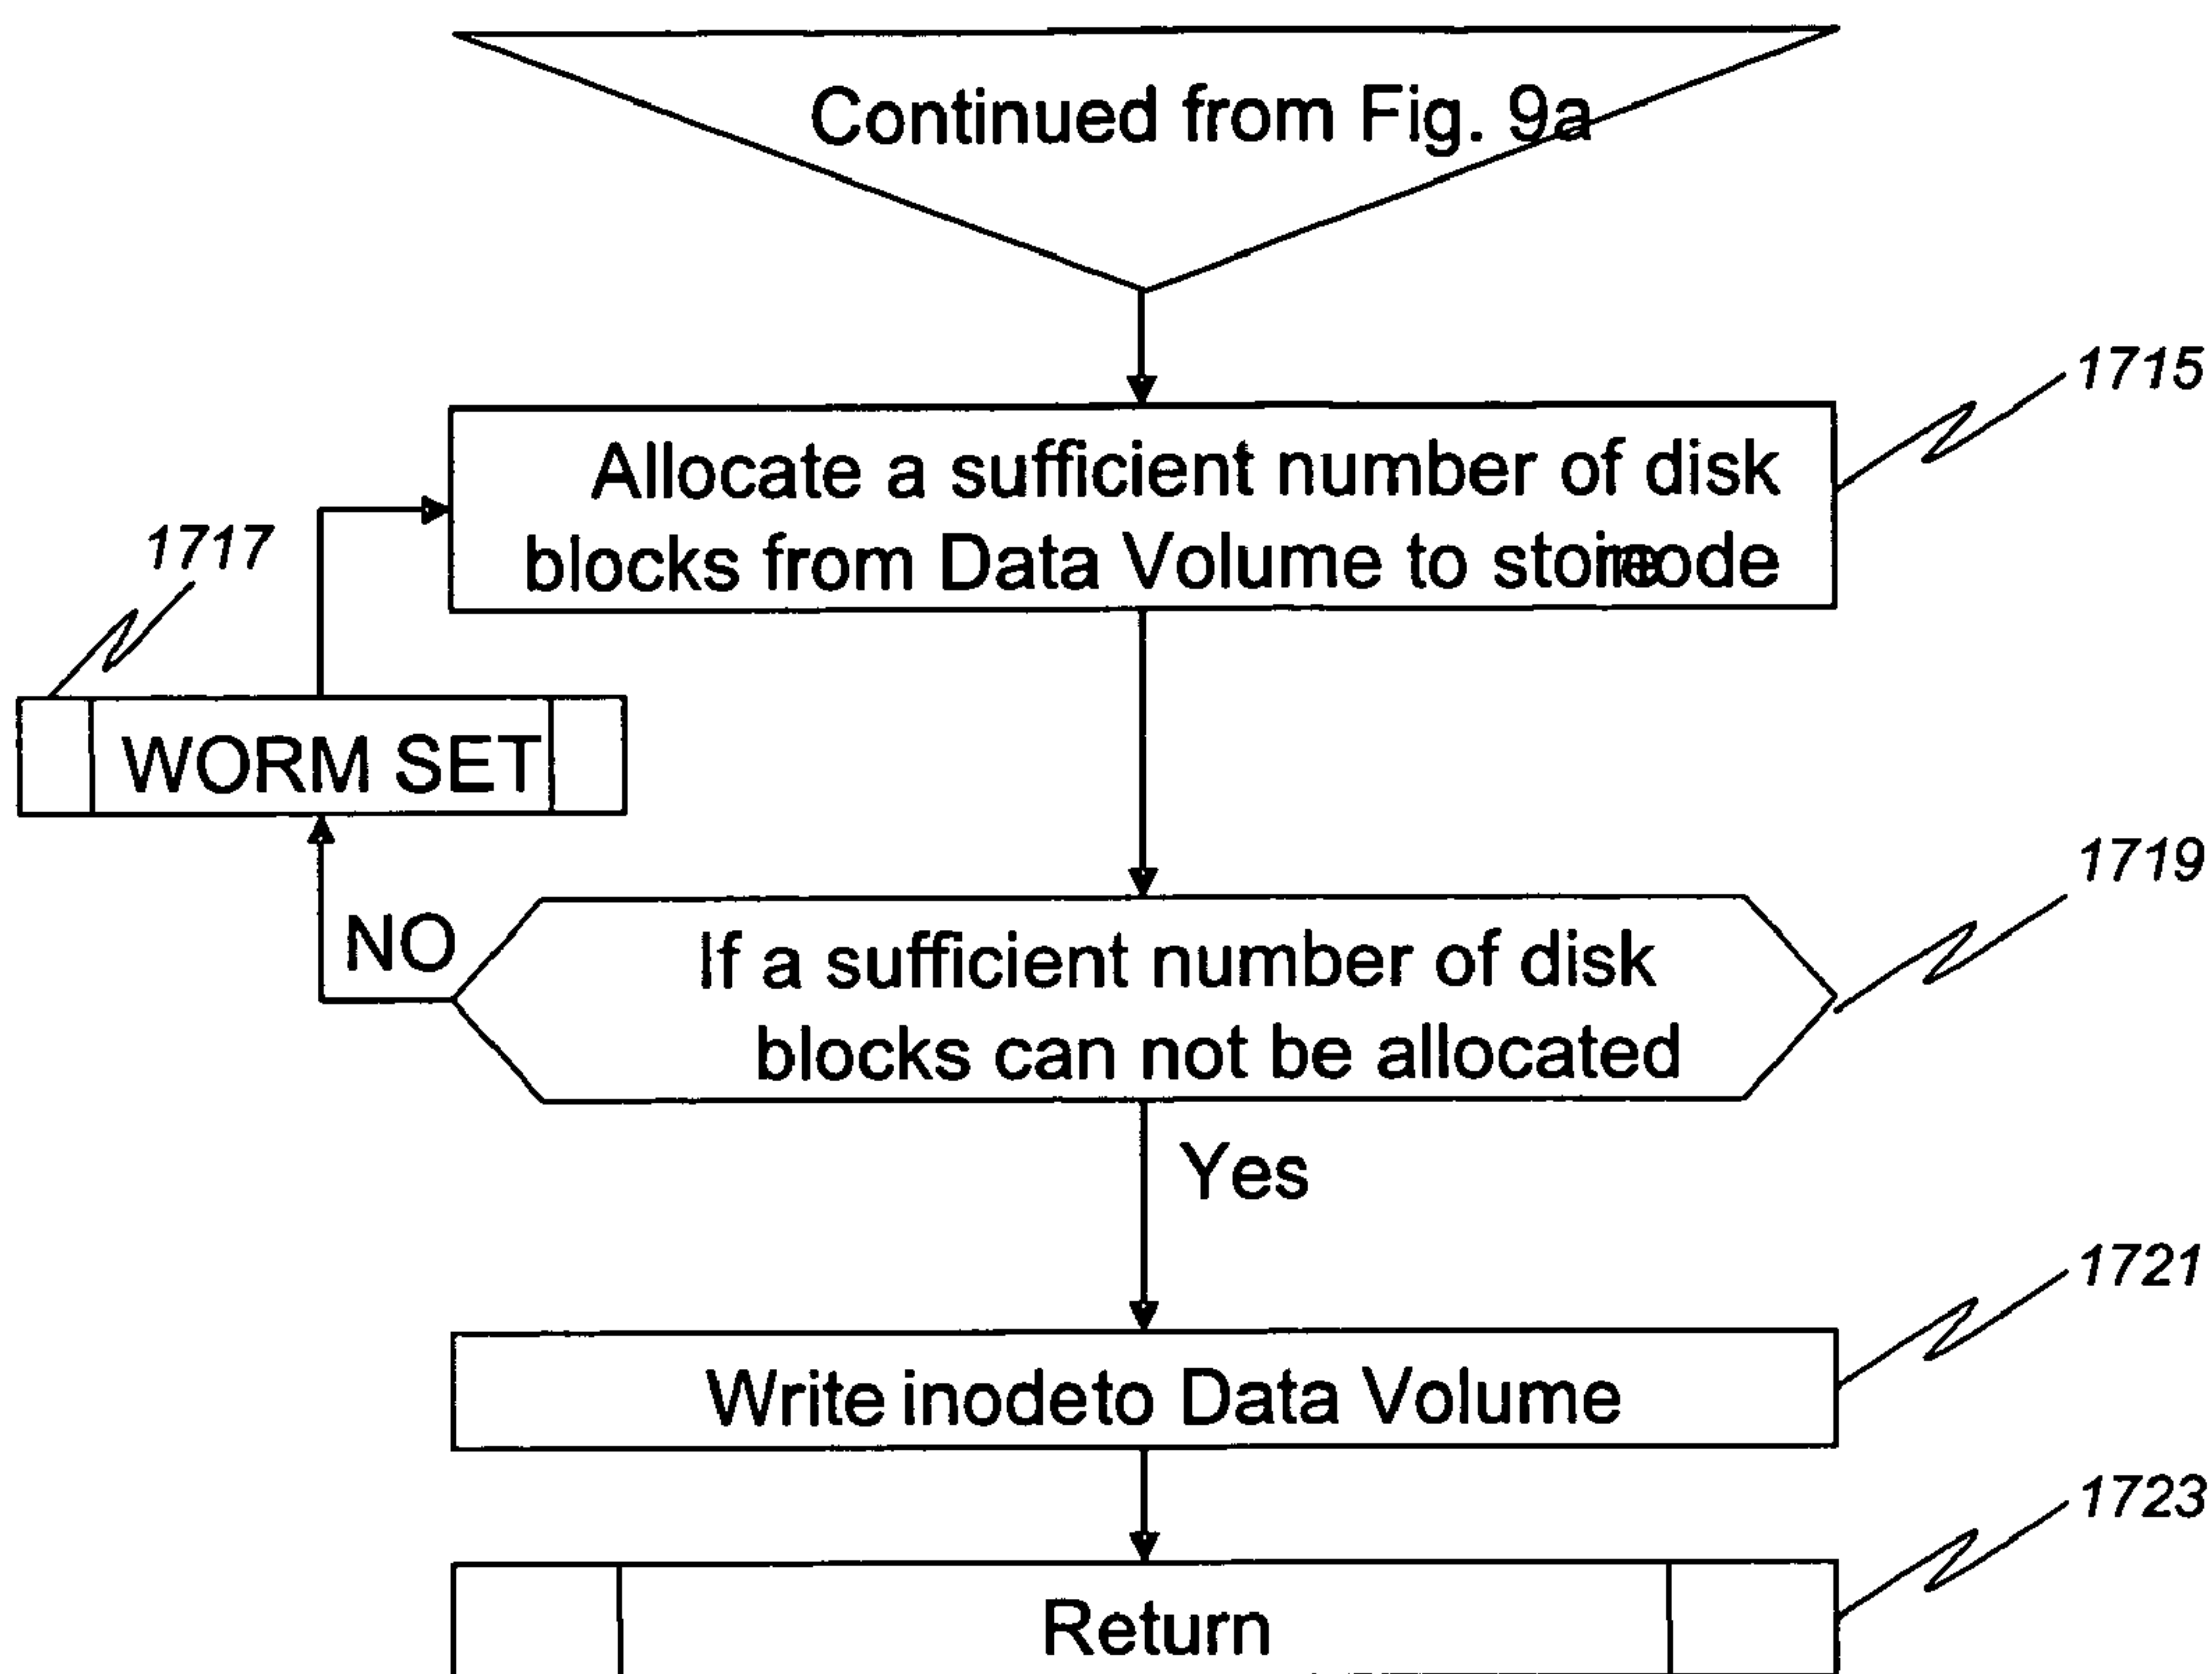 Continued from Fig. 9a
1715
Allocate a sufficient number of disk
blocks from Data Volume to store inode
1717
WORM SET
1719
NO
If a sufficient number of disk
blocks can not be allocated
Yes
1721
Write inodeto Data Volume
1723
Return